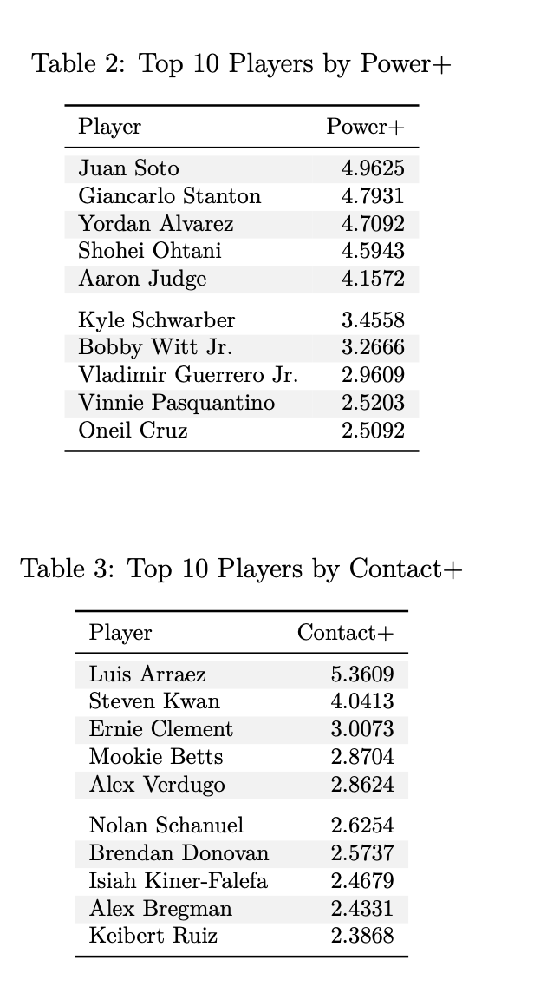 Table 2: Top 10 Players by Power+
Player Power+
Juan Soto 4.9625
Giancarlo Stanton 4.7931
Yordan Alvarez 4.7092
Shohei Ohtani 4.5943
Aaron Judge 4.1572
Kyle Schwarber 3.4558
Bobby Witt Jr. 3.2666
Vladimir Guerrero Jr. 2.9609
Vinnie Pasquantino 2.5203
Oneil Cruz 2.5092
Table 3: Top 10 Players by Contact+
Player Contact+
Luis Arraez 5.3609
Steven Kwan 4.0413
Ernie Clement 3.0073
Mookie Betts 2.8704
Alex Verdugo 2.8624
Nolan Schanuel 2.6254
Brendan Donovan 2.5737
Isiah Kiner-Falefa 2.4679
Alex Bregman 2.4331
Keibert Ruiz 2.3868